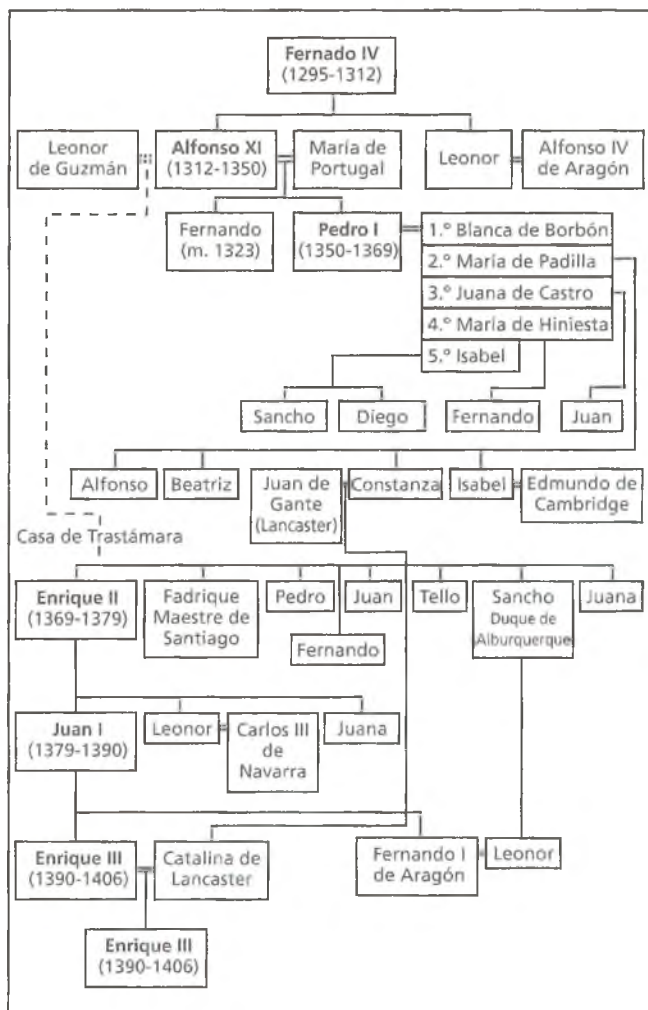 Fernado IV
(1295-1312)
Leonor
de Guzmán
Alfonso XI
(1312-1350)
María de
Portugal
Leonor
Alfonso IV
de Aragón
Fernando
(m. 1323)
Pedro I
(1350-1369)
1.º Blanca de Borbón
2.º María de Padilla
3.º Juana de Castro
4.º María de Hiniesta
5.º Isabel
Sancho
Diego
Fernando
Juan
Alfonso
Beatriz
Juan de
Gante
(Lancaster)
Constanza
Isabel
Edmundo de
Cambridge
Casa de Trastámara
Enrique II
(1369-1379)
Fadrique
Maestre de
Santiago
Pedro
Juan
Tello
Sancho
Duque de
Alburquerque
Juana
Fernando
Juan I
(1379-1390)
Leonor
Carlos III
de
Navarra
Juana
Enrique III
(1390-1406)
Catalina de
Lancaster
Fernando I
de Aragón
Leonor
Enrique III
(1390-1406)